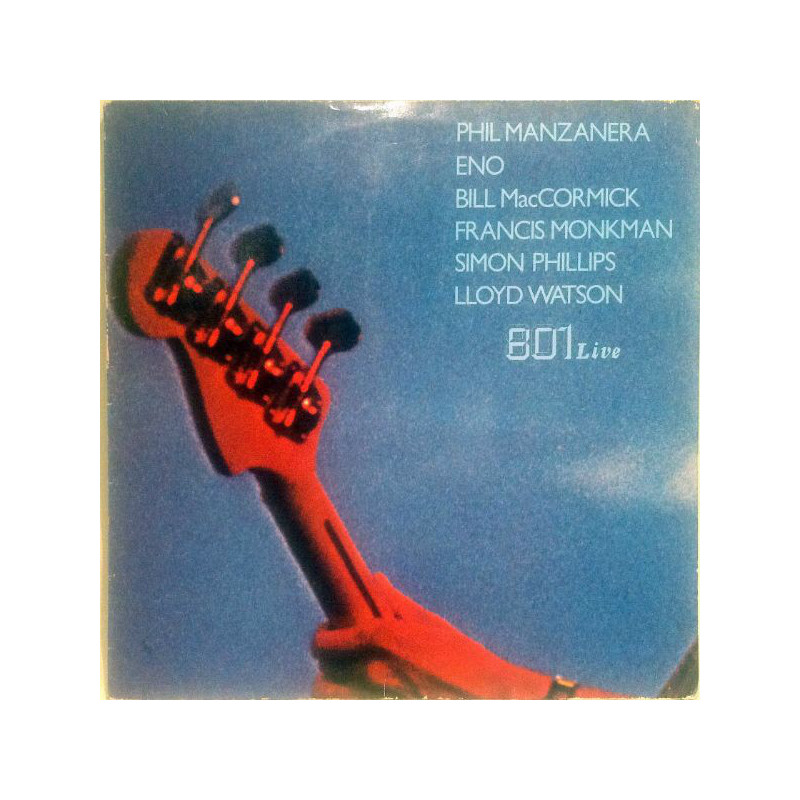 PHIL MANZANERA
ENO
BILL MacCORMICK
FRANCIS MONKMAN
SIMON PHILLIPS
LLOYD WATSON
801 Live